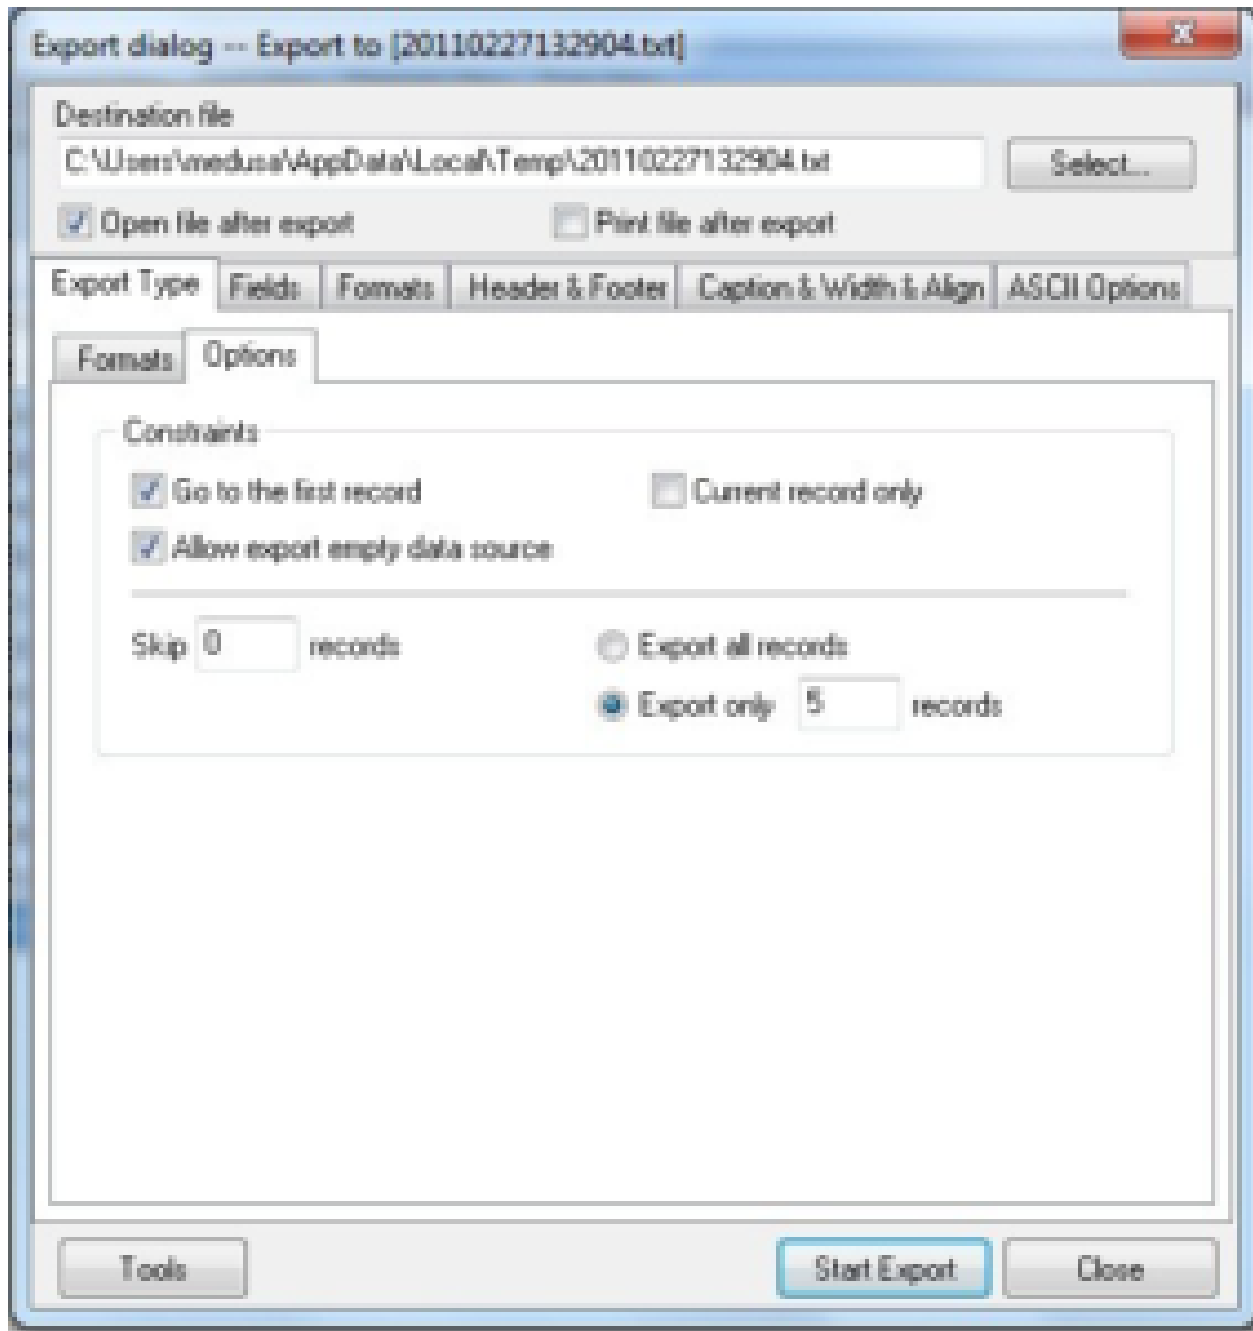 Export dialog -- Export to [20110227132904.txt]
Destination file
C:\Users\medusa\AppData\Local\Temp\20110227132904.txt
Select...
Open file after export
Print file after export
Export Type
Fields
Formats
Header & Footer
Caption & Width & Align
ASCII Options
Formats
Options
Constraints
Go to the first record
Current record only
Allow export empty data source
Skip 0 records
Export all records
Export only 5 records
Tools
Start Export
Close